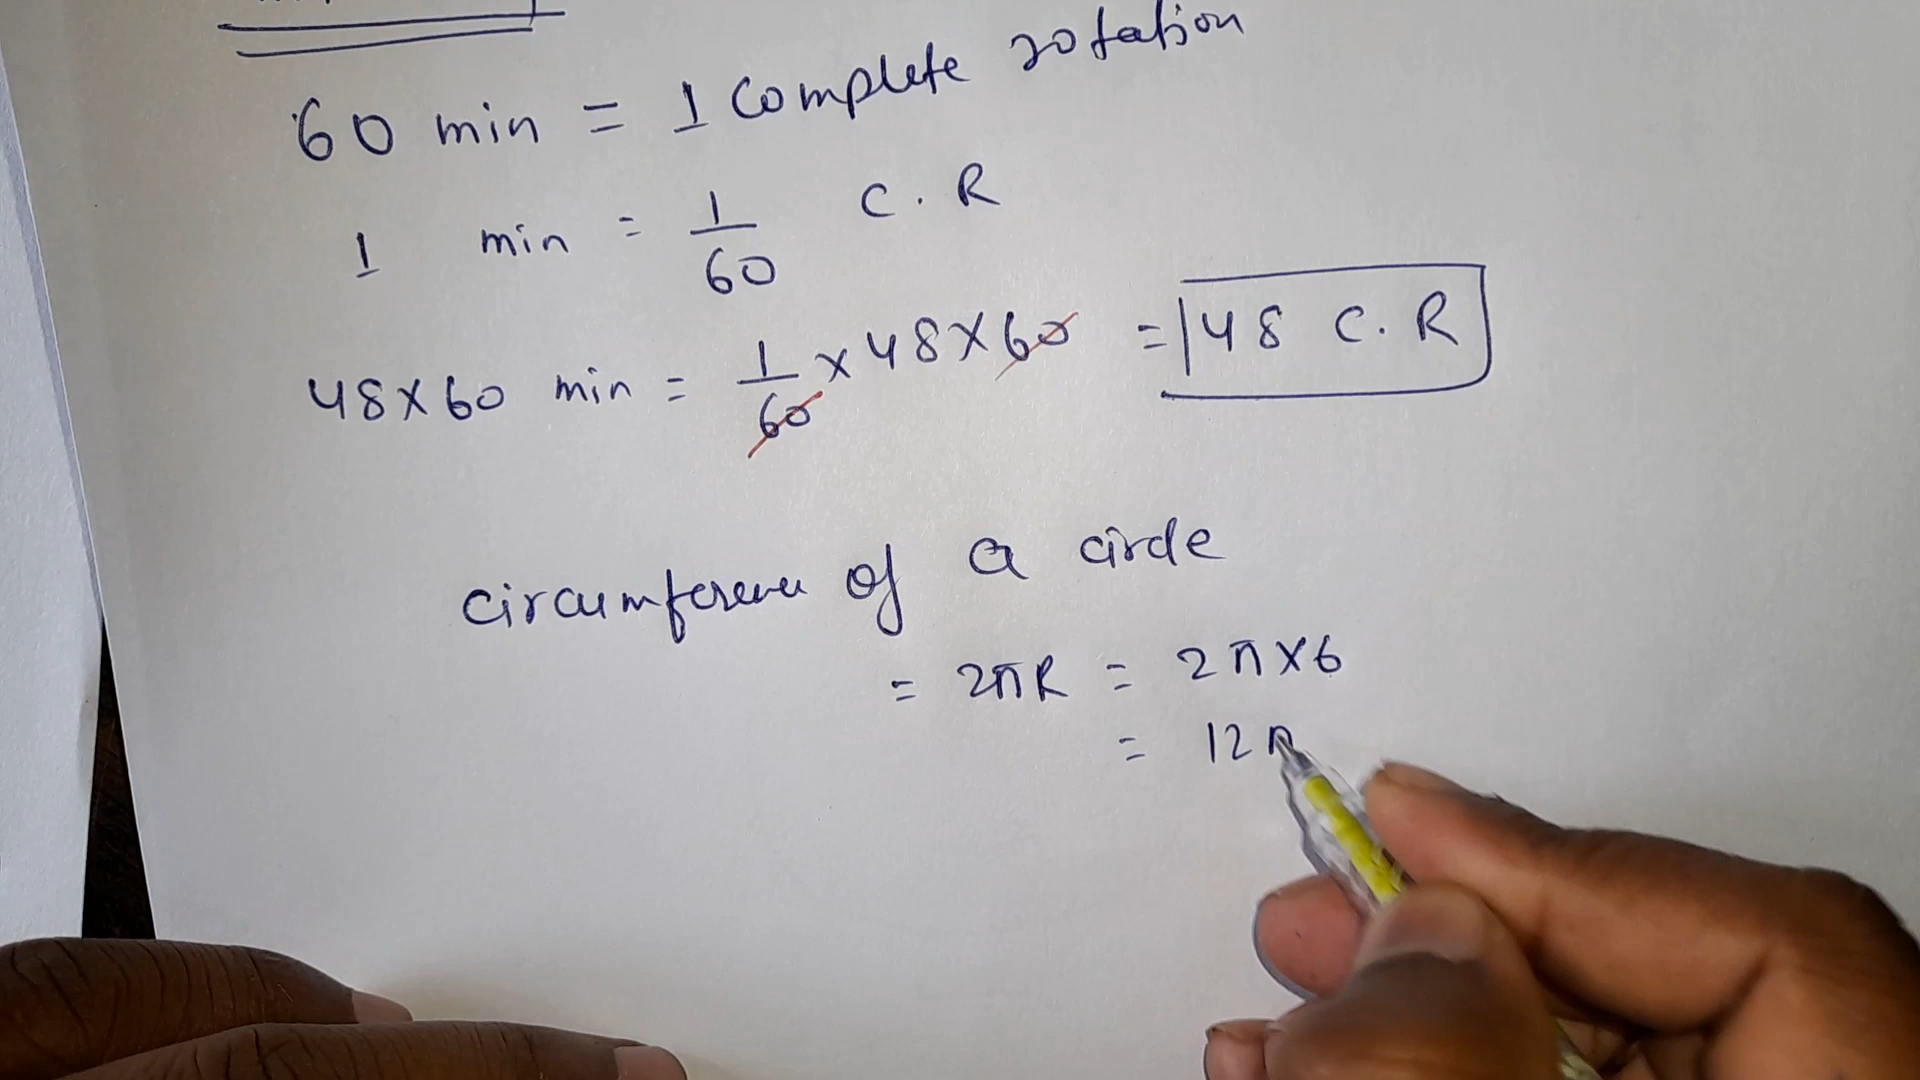 60 min = 1 complete rotation
1 min = 1/60 C.R
48×60 min = 1/60 × 48×60 = 48 C.R
circumference of a circle
= 2πR = 2π×6
= 12π